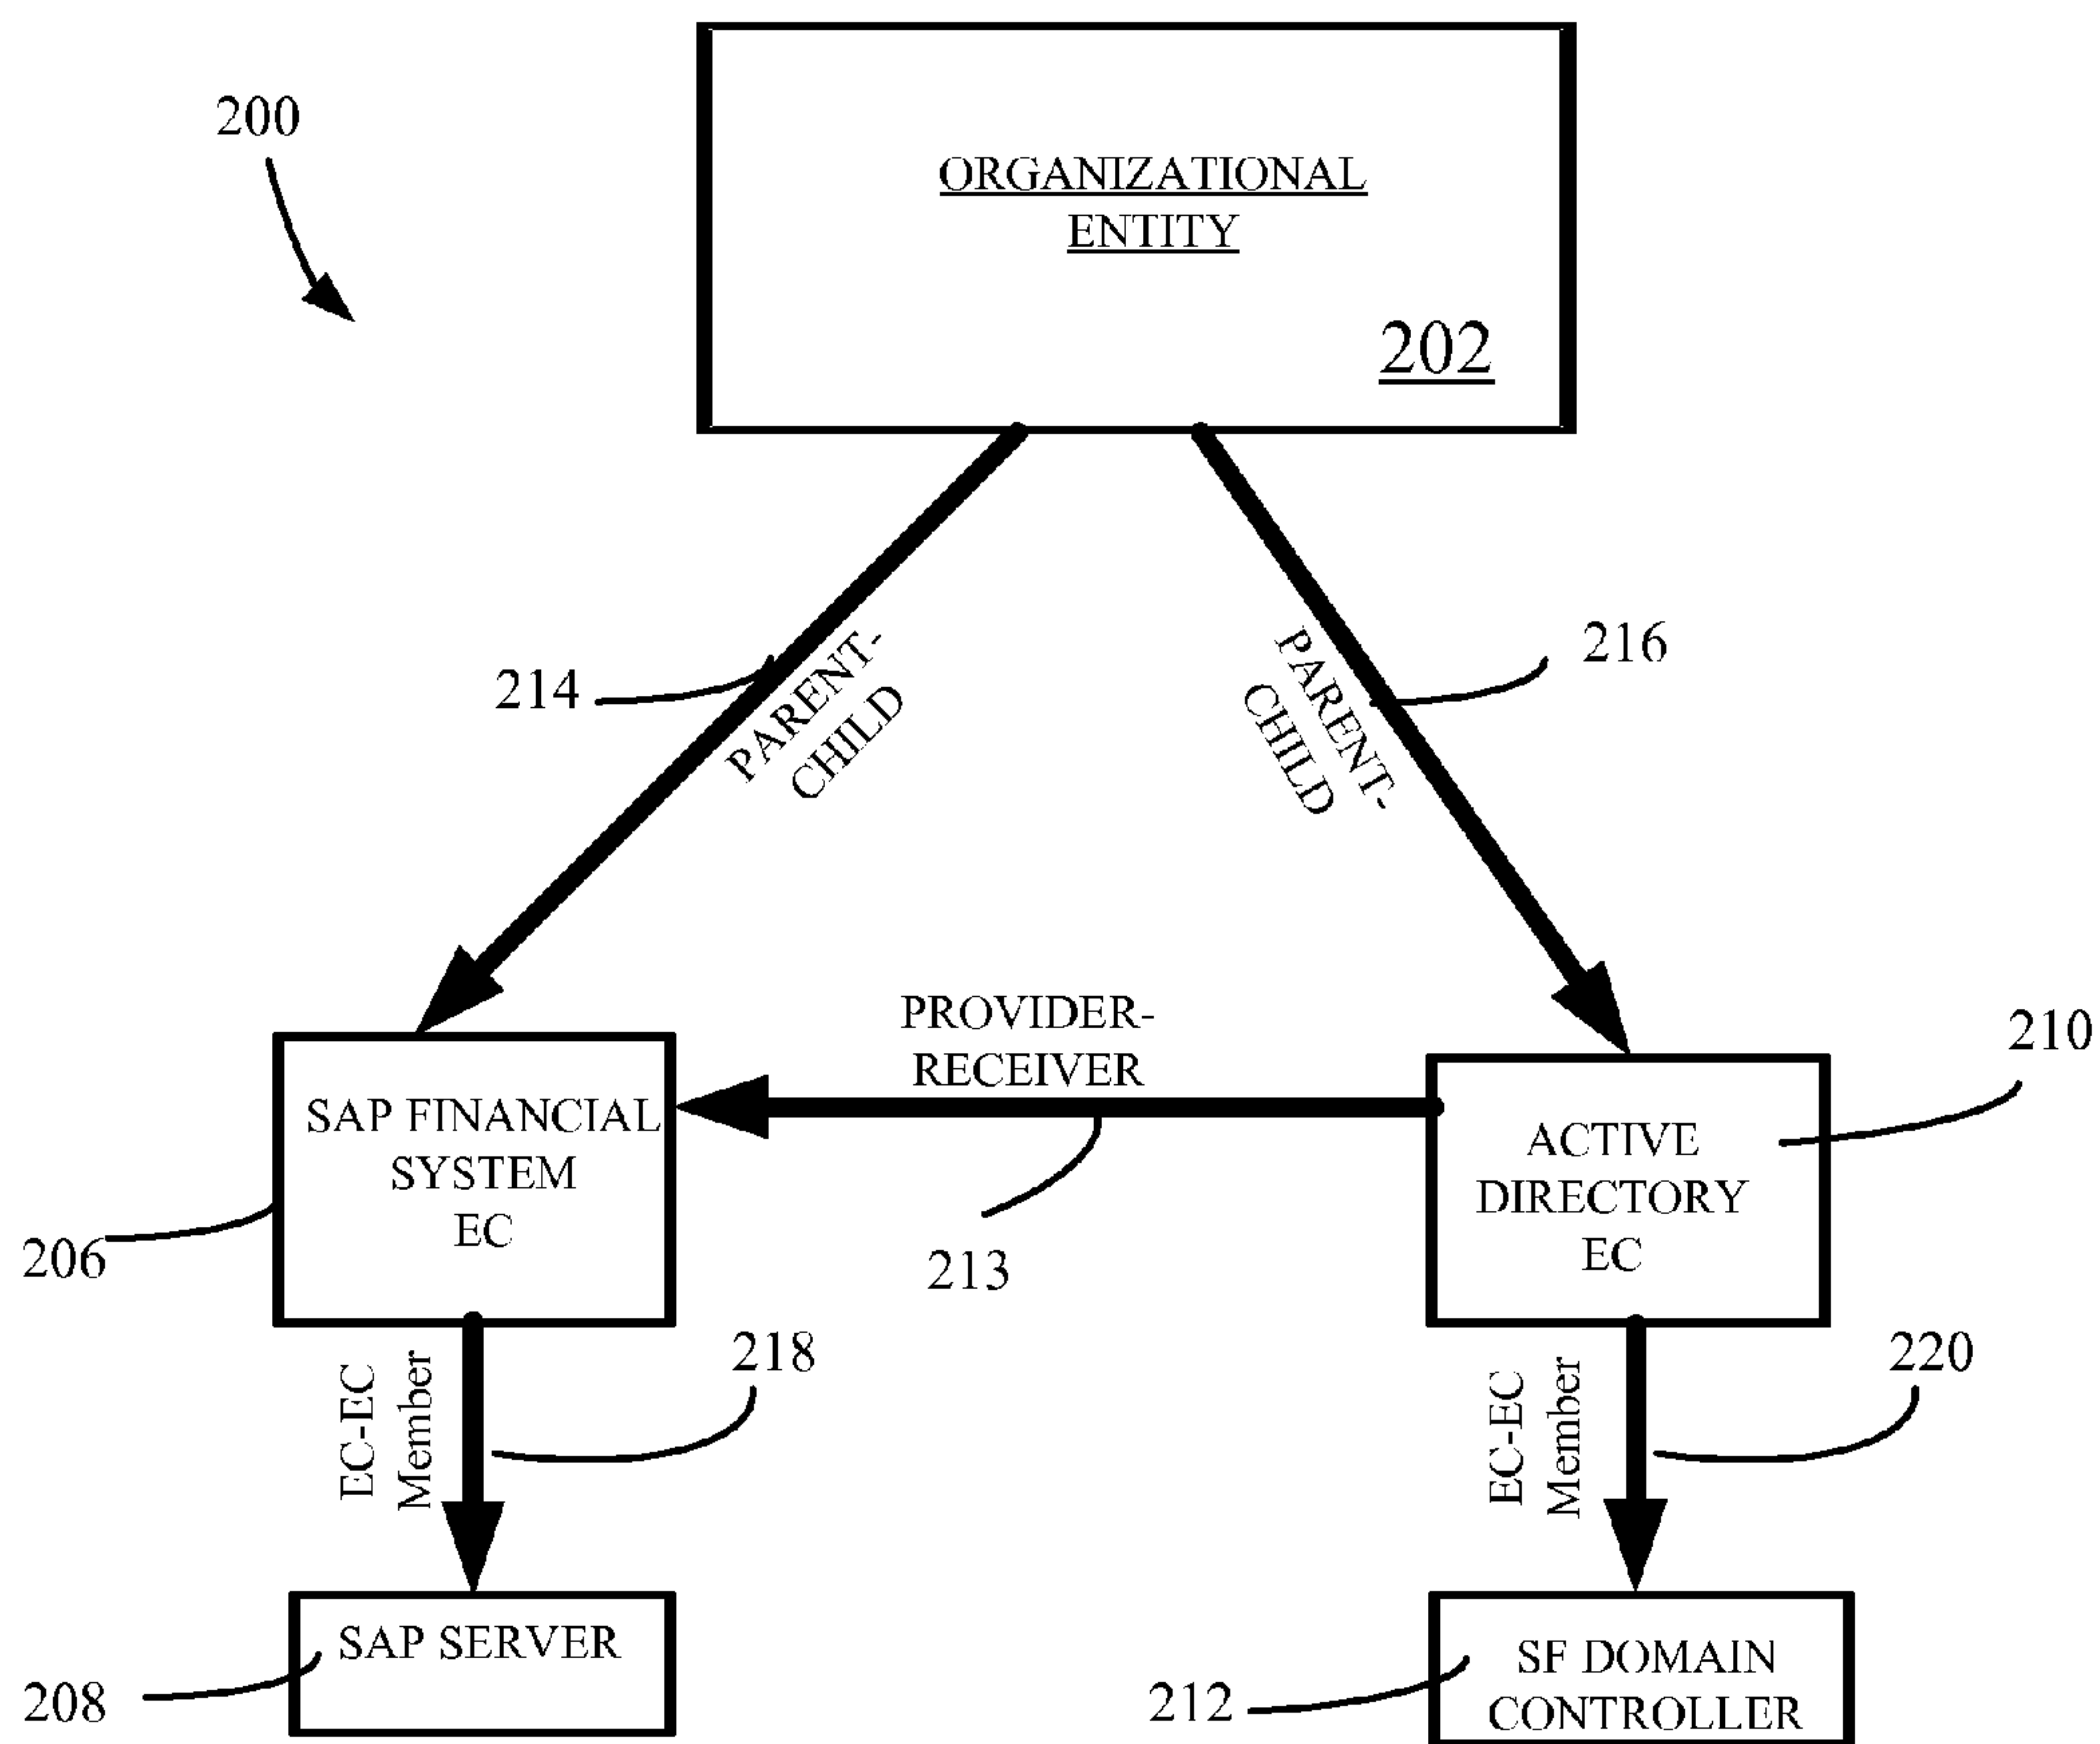 200
ORGANIZATIONAL
ENTITY
202
214
PARENT-
CHILD
PARENT-
CHILD
216
PROVIDER-
RECEIVER
213
SAP FINANCIAL
SYSTEM
EC
206
ACTIVE
DIRECTORY
EC
210
EC-EC
Member
218
EC-EC
Member
220
SAP SERVER
208
SF DOMAIN
CONTROLLER
212